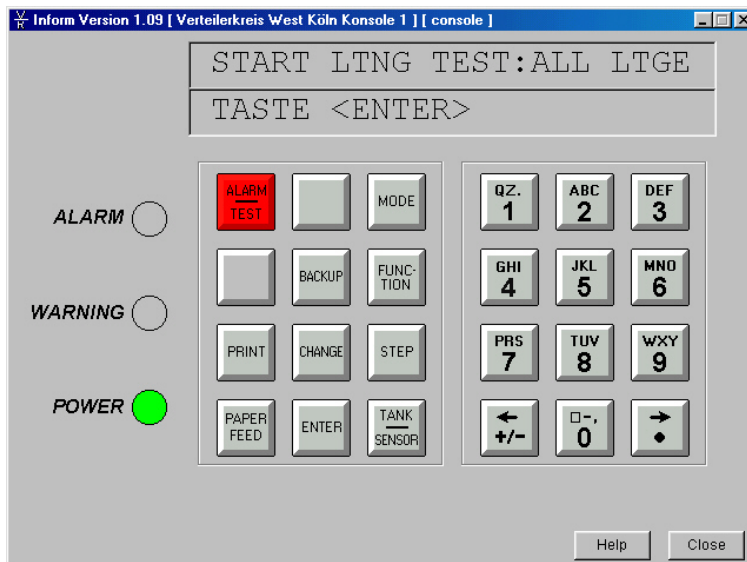 Inform Version 1.09 [ Verteilerkreis West Köln Konsole 1 ] [ console ]
START LTNG TEST:ALL LTGE
TASTE <ENTER>
ALARM
WARNING
POWER
ALARM
TEST
MODE
BACKUP
FUNC-
TION
PRINT
CHANGE
STEP
PAPER
FEED
ENTER
TANK
SENSOR
QZ.
1
ABC
2
DEF
3
GHI
4
JKL
5
MNO
6
PRS
7
TUV
8
WXY
9
←
+/-
□-,
0
→
•
Help
Close